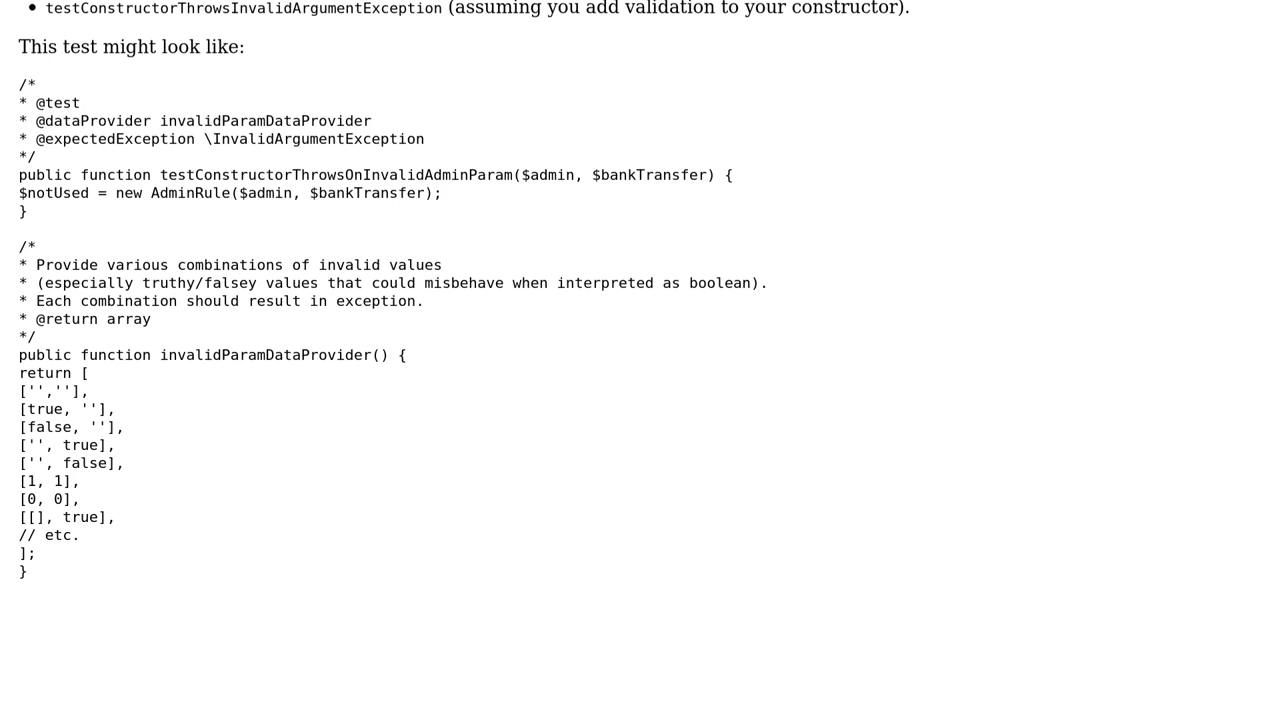 • testConstructorThrowsInvalidArgumentException (assuming you add validation to your constructor).
This test might look like:
/*
* @test
* @dataProvider invalidParamDataProvider
* @expectedException \InvalidArgumentException
*/
public function testConstructorThrowsOnInvalidAdminParam($admin, $bankTransfer) {
$notUsed = new AdminRule($admin, $bankTransfer);
}
/*
* Provide various combinations of invalid values
* (especially truthy/falsey values that could misbehave when interpreted as boolean).
* Each combination should result in exception.
* @return array
*/
public function invalidParamDataProvider() {
return [
['',''],
[true, ''],
[false, ''],
['', true],
['', false],
[1, 1],
[0, 0],
[[], true],
// etc.
];
}